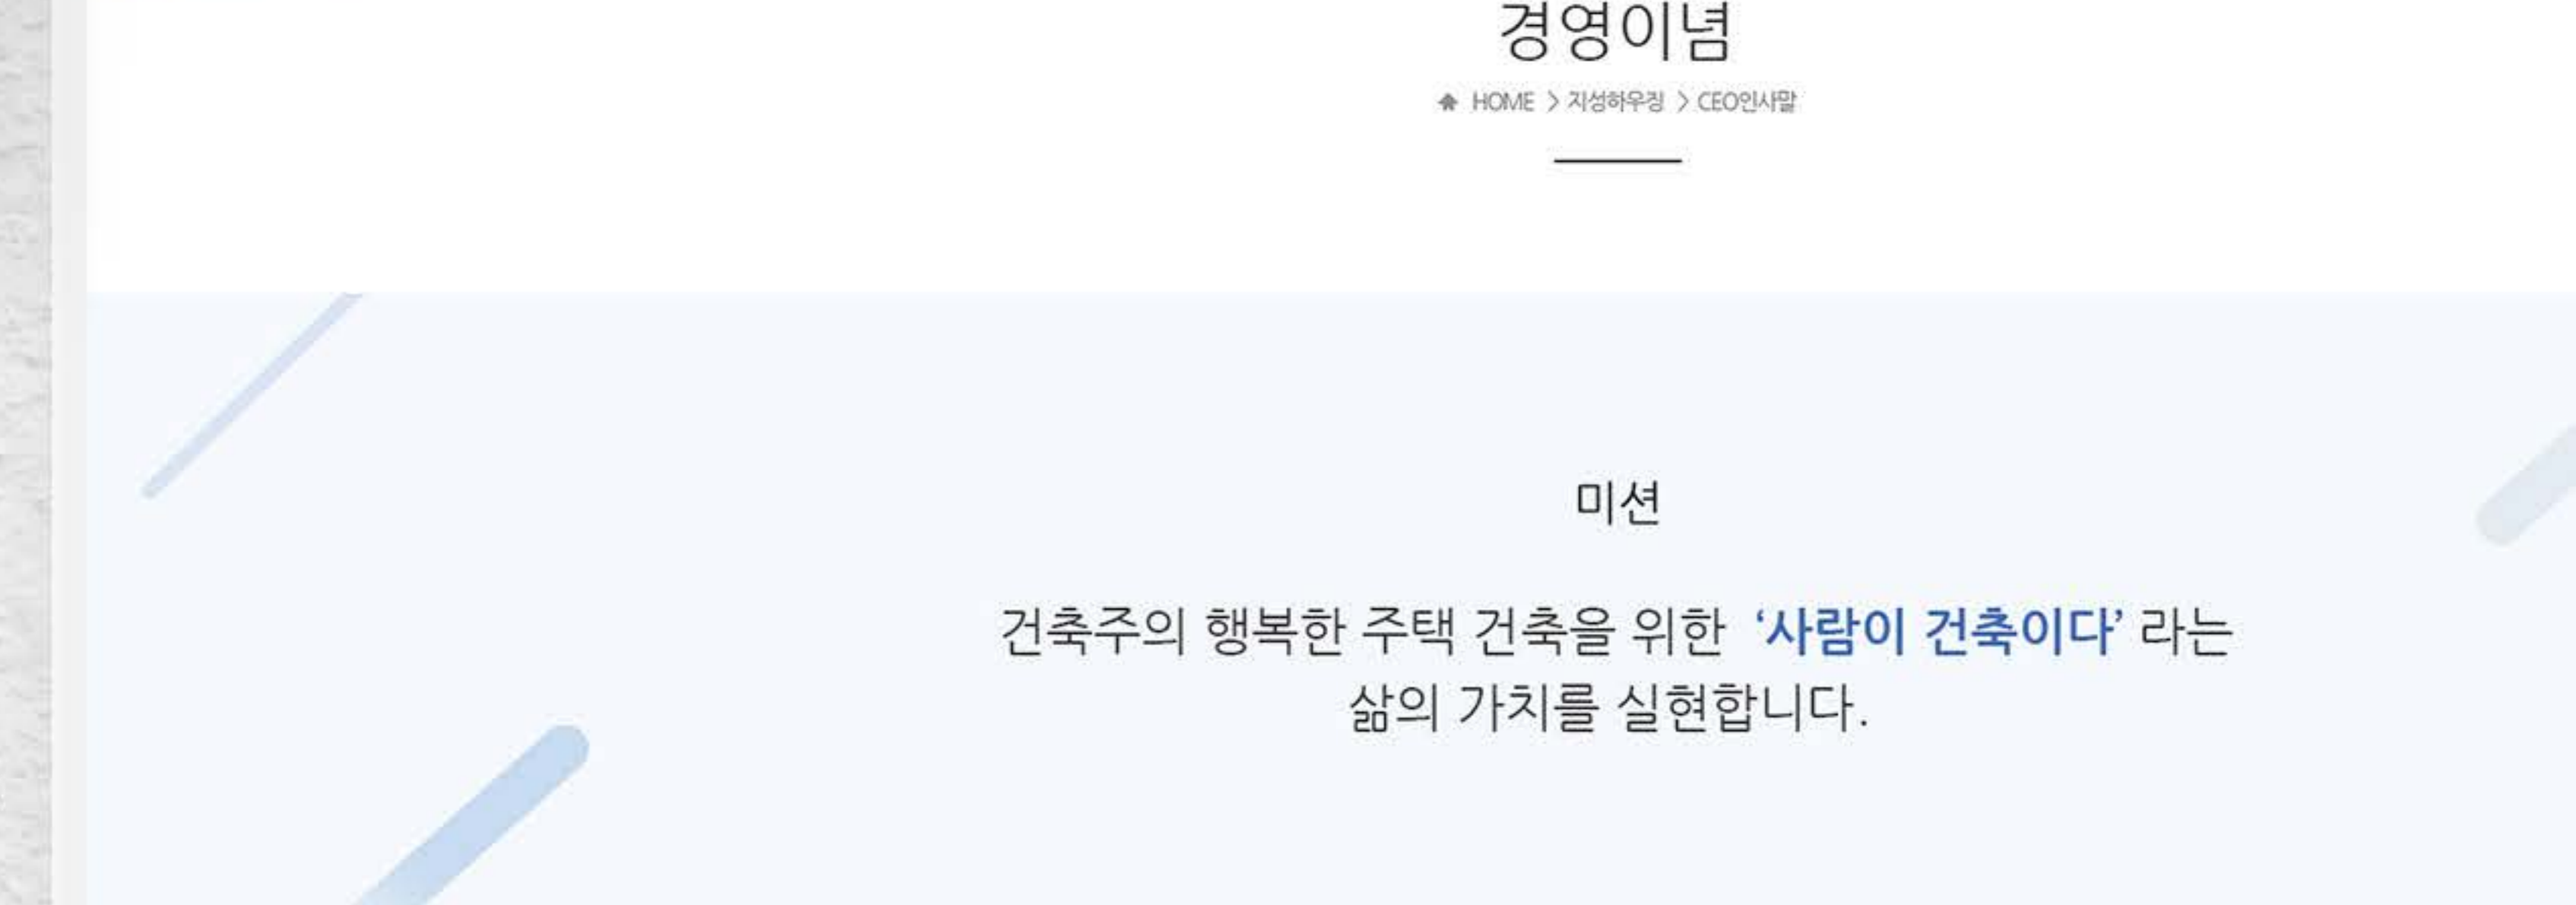 경영이념
HOME > 지성하우징 > CEO인사말
미션
건축주의 행복한 주택 건축을 위한 ‘사람이 건축이다’ 라는
삶의 가치를 실현합니다.